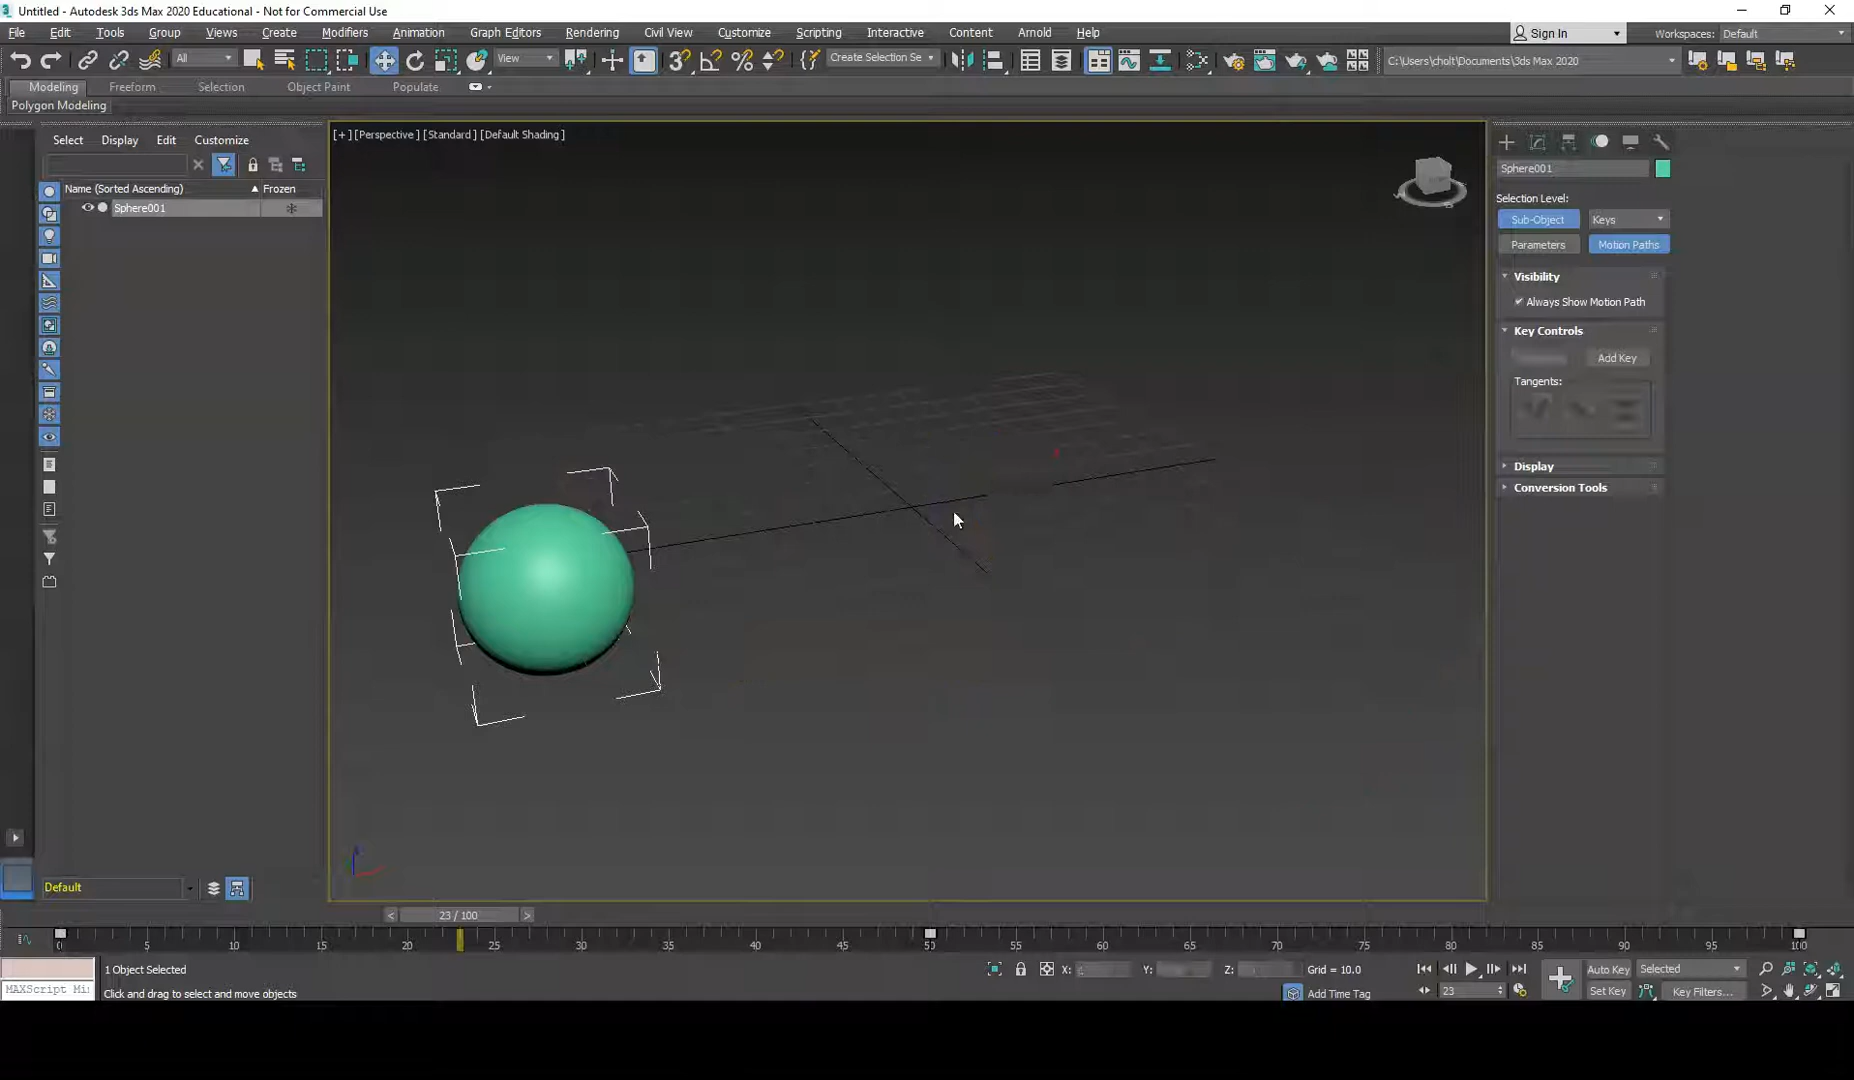 Untitled - Autodesk 3ds Max 2020 Educational - Not for Commercial Use
File Edit Tools Group Views Create Modifiers Animation Graph Editors Rendering Civil View Customize Scripting Interactive Content Arnold Help
Sign In
Workspaces: Default
All
View
Create Selection Se
C:\Users\cholt\Documents\3ds Max 2020
Modeling Freeform Selection Object Paint Populate
Polygon Modeling
Select Display Edit Customize
[+] [Perspective] [Standard] [Default Shading]
Name (Sorted Ascending) Frozen
Sphere001
Sphere001
Selection Level:
Sub-Object Keys
Parameters Motion Paths
Visibility
Always Show Motion Path
Key Controls
Add Key
Tangents:
Display
Conversion Tools
Default
< 23 / 100 >
0 5 10 15 20 25 30 35 40 45 50 55 60 65 70 75 80 85 90 95 100
1 Object Selected
X: Y: Z: Grid = 10.0
Auto Key Selected
MAXScript Mi
Click and drag to select and move objects
Add Time Tag
23
Set Key Key Filters...